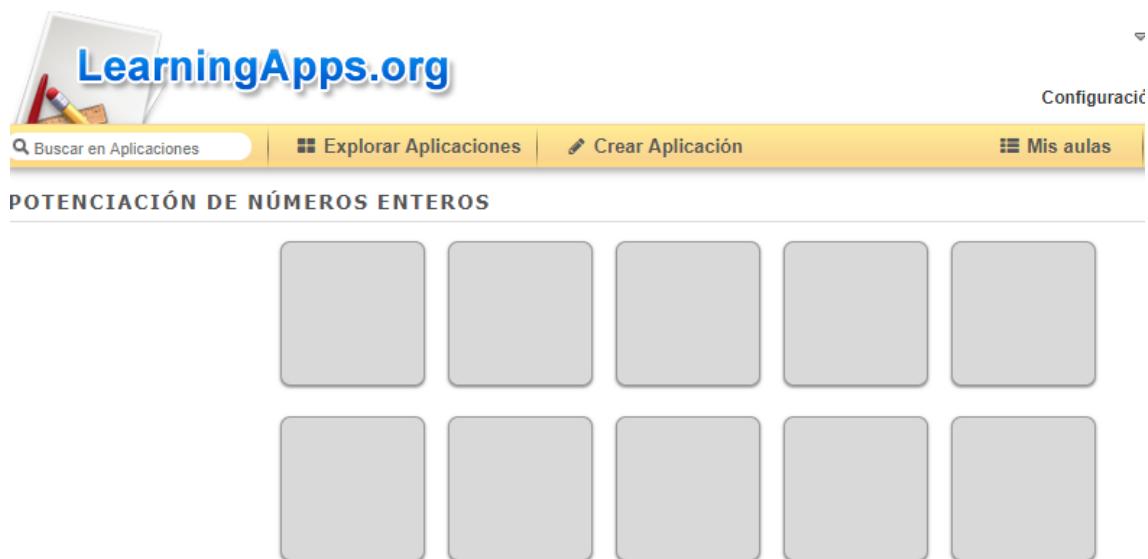 LearningApps.org
Configuració
Buscar en Aplicaciones Explorar Aplicaciones Crear Aplicación Mis aulas
POTENCIACIÓN DE NÚMEROS ENTEROS